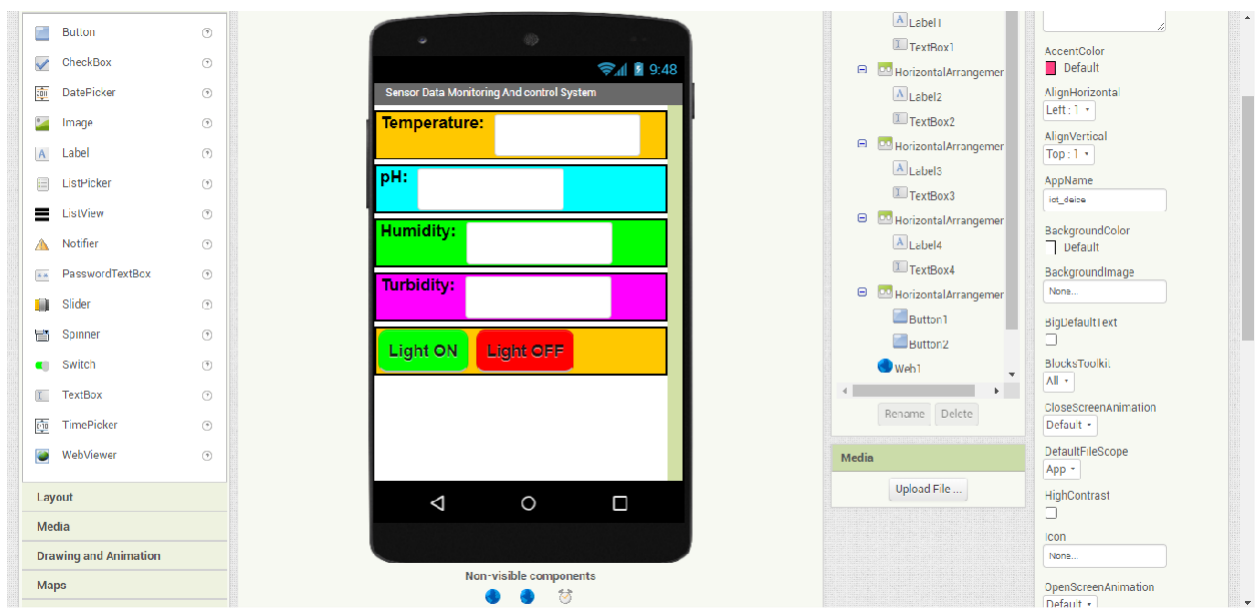 Button
CheckBox
DatePicker
Image
Label
ListPicker
ListView
Notifier
PasswordTextBox
Slider
Spinner
Switch
TextBox
TimePicker
WebViewer
Layout
Media
Drawing and Animation
Maps
9:48
Sensor Data Monitoring And control System
Temperature:
pH:
Humidity:
Turbidity:
Light ON Light OFF
Non-visible components
Label1
TextBox1
HorizontalArrangemer
Label2
TextBox2
HorizontalArrangemer
Label3
TextBox3
HorizontalArrangemer
Label4
TextBox4
HorizontalArrangemer
Button1
Button2
Web1
Rename Delete
Media
Upload File ...
AccentColor
Default
AlignHorizontal
Left : 1
AlignVertical
Top : 1
AppName
BackgroundColor
Default
BackgroundImage
None...
BigDefaultText
BlocksToolkit
All
CloseScreenAnimation
Default
DefaultFileScope
App
HighContrast
Icon
None...
OpenScreenAnimation
Default